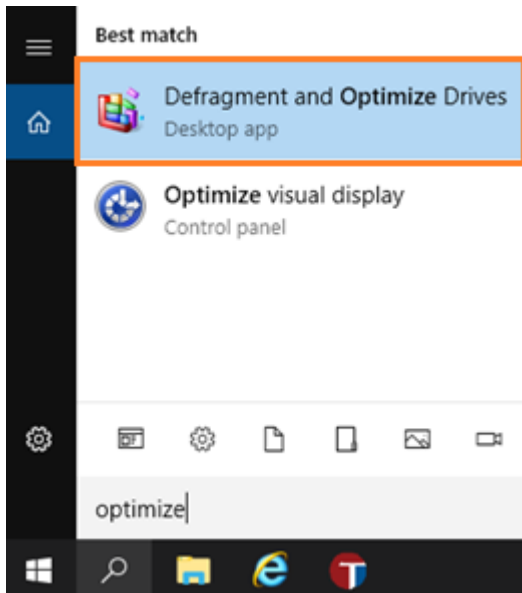 Best match
Defragment and Optimize Drives
Desktop app
Optimize visual display
Control panel
optimize